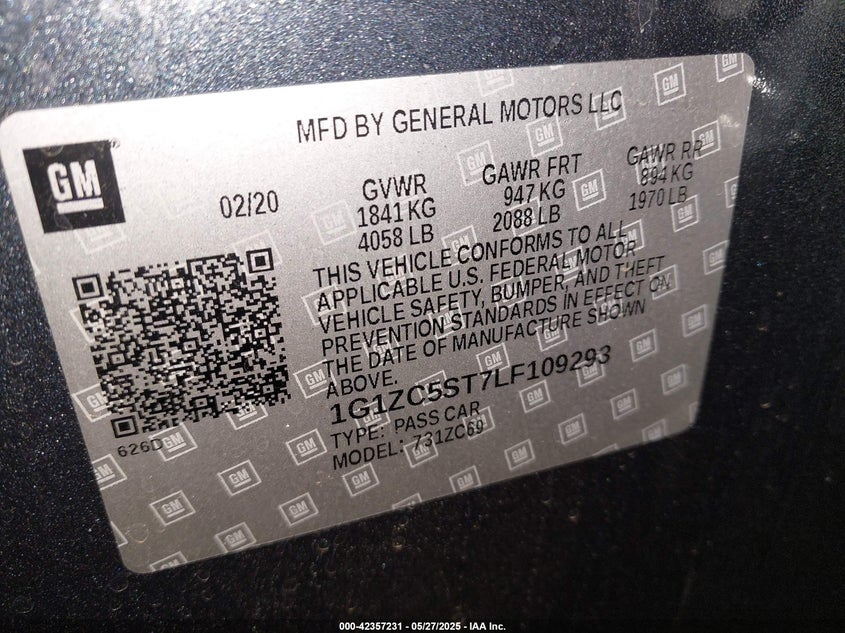 MFD BY GENERAL MOTORS LLC
GM
02/20
GVWR
1841 KG
4058 LB
GAWR FRT
947 KG
2088 LB
GAWR RR
894 KG
1970 LB
THIS VEHICLE CONFORMS TO ALL
APPLICABLE U.S. FEDERAL MOTOR
VEHICLE SAFETY, BUMPER, AND THEFT
PREVENTION STANDARDS IN EFFECT ON
THE DATE OF MANUFACTURE SHOWN
ABOVE.
1G1ZC5ST7LF109293
TYPE: PASS CAR
MODEL: 731ZC69
626D
000-42357231 - 05/27/2025 - IAA Inc.